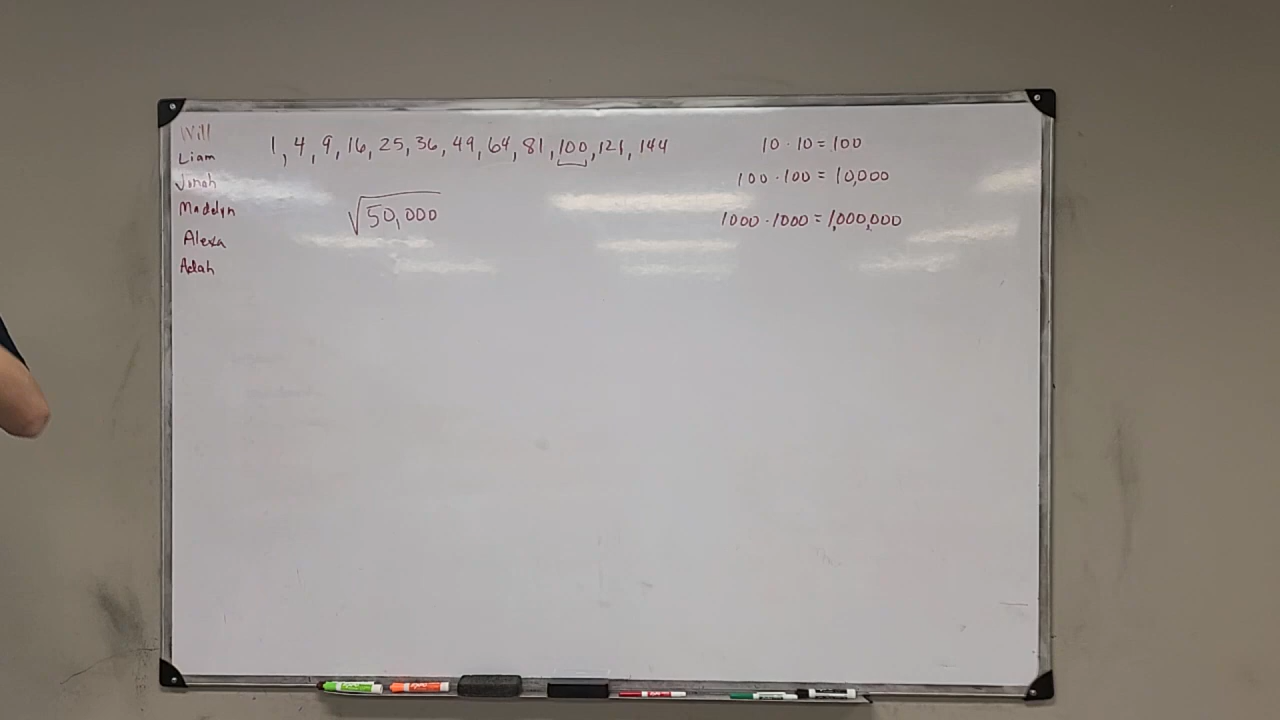 Will
Liam
Jonah
Madelyn
Alexa
Adah
1, 4, 9, 16, 25, 36, 49, 64, 81, 100, 121, 144
√50,000
10 · 10 = 100
100 · 100 = 10,000
1000 · 1000 = 1,000,000